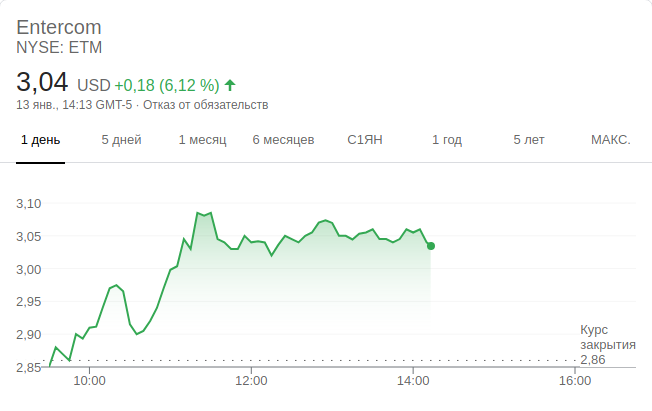 Entercom
NYSE: ETM
3,04 USD +0,18 (6,12 %)
13 янв., 14:13 GMT-5 · Отказ от обязательств
1 день 5 дней 1 месяц 6 месяцев С1ЯН 1 год 5 лет МАКС.
3,10
3,05
3,00
2,95
2,90
2,85
Курс
закрытия
2,86
10:00 12:00 14:00 16:00